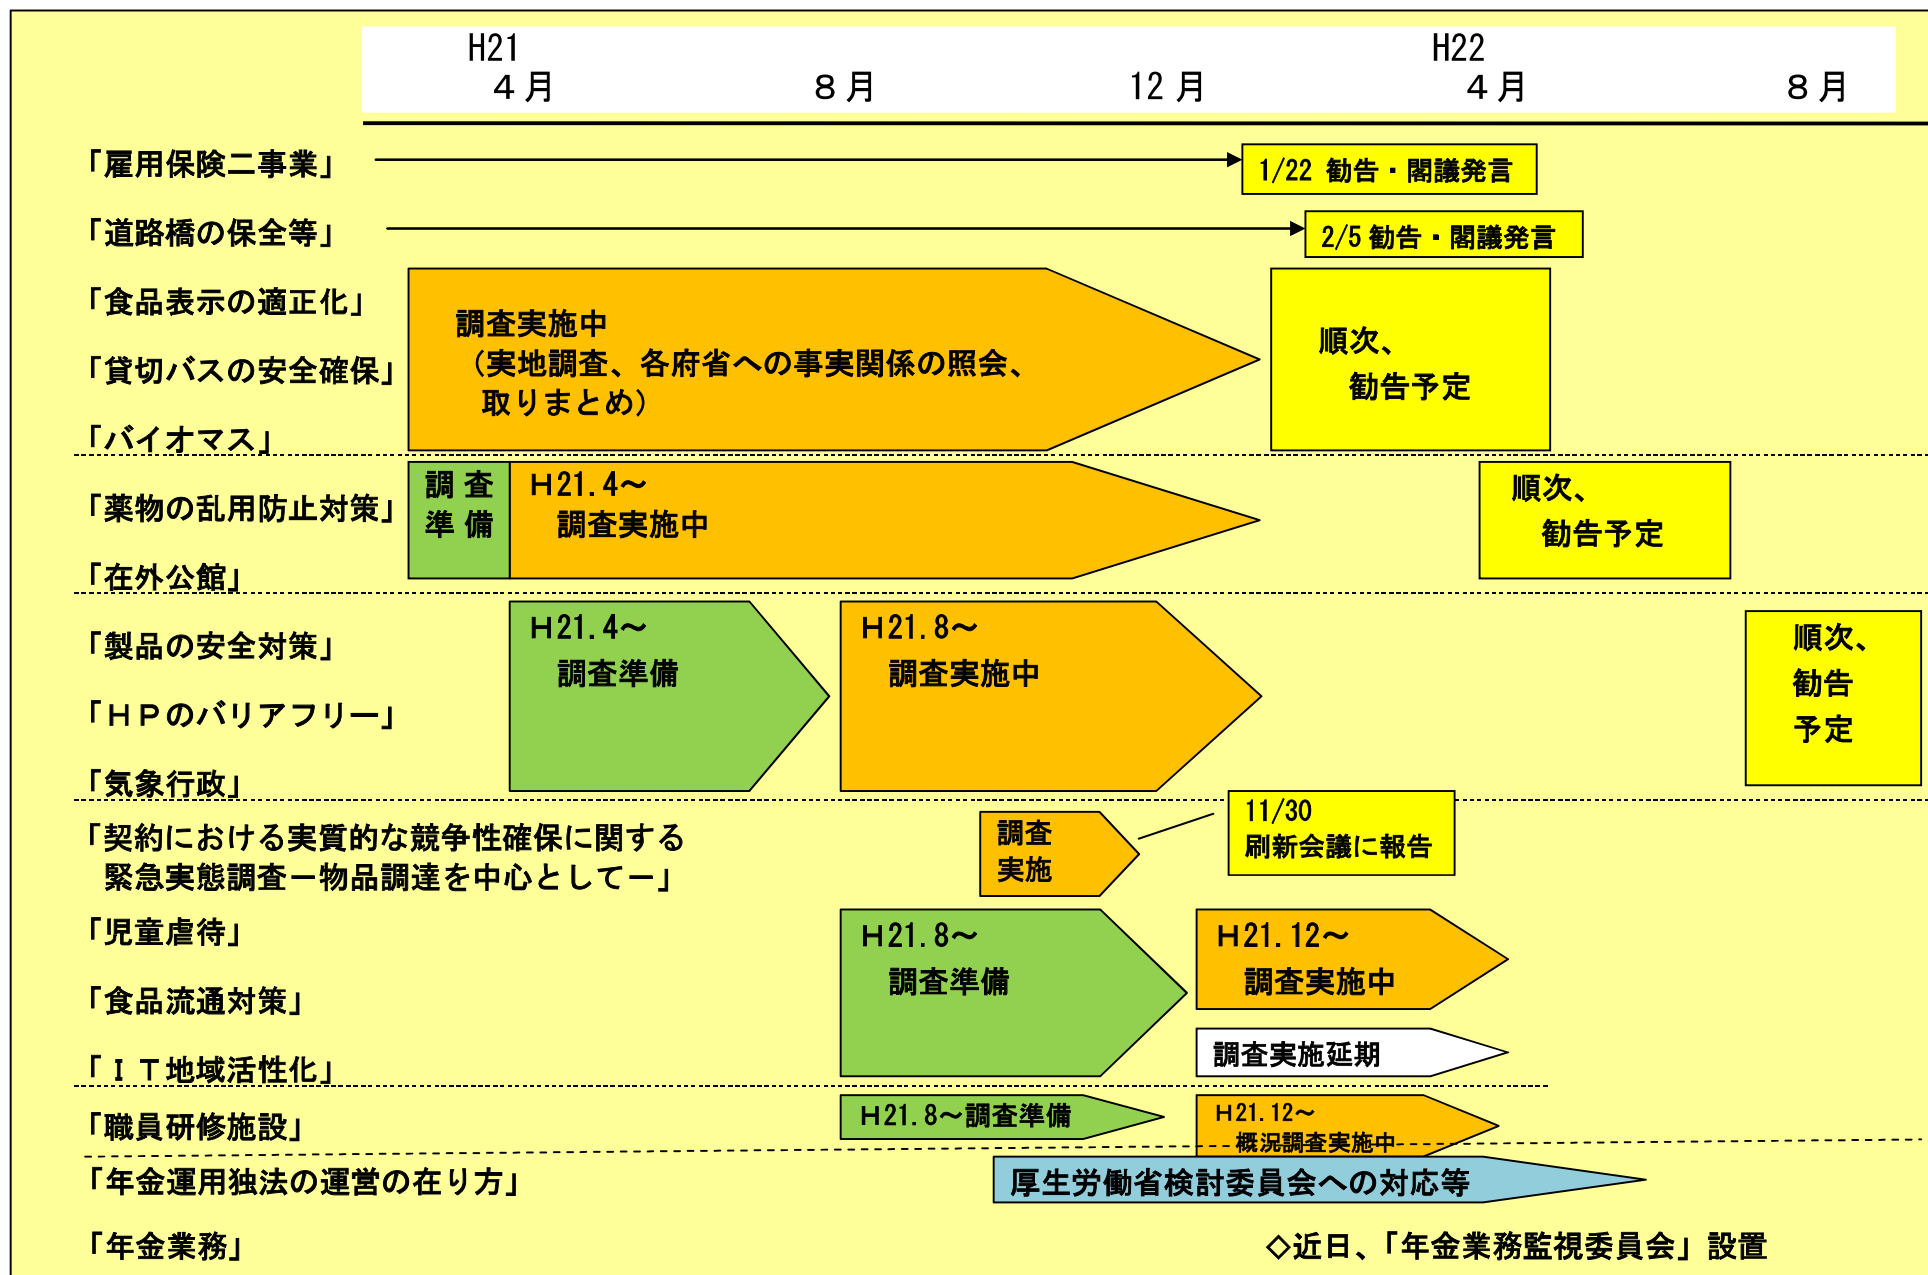 H21
H22
４月
８月
12月
４月
８月
「雇用保険二事業」
1/22 勧告・閣議発言
「道路橋の保全等」
2/5 勧告・閣議発言
「食品表示の適正化」
「貸切バスの安全確保」
「バイオマス」
調査実施中
（実地調査、各府省への事実関係の照会、
取りまとめ）
順次、
勧告予定
「薬物の乱用防止対策」
「在外公館」
調 査
準 備
Ｈ21.4～
調査実施中
順次、
勧告予定
「製品の安全対策」
「ＨＰのバリアフリー」
「気象行政」
Ｈ21.4～
調査準備
Ｈ21.8～
調査実施中
順次、
勧告
予定
「契約における実質的な競争性確保に関する
緊急実態調査－物品調達を中心として－」
調査
実施
11/30
刷新会議に報告
「児童虐待」
「食品流通対策」
「ＩＴ地域活性化」
Ｈ21.8～
調査準備
Ｈ21.12～
調査実施中
調査実施延期
「職員研修施設」
Ｈ21.8～調査準備
Ｈ21.12～
概況調査実施中
「年金運用独法の運営の在り方」
厚生労働省検討委員会への対応等
「年金業務」
◇近日、「年金業務監視委員会」設置